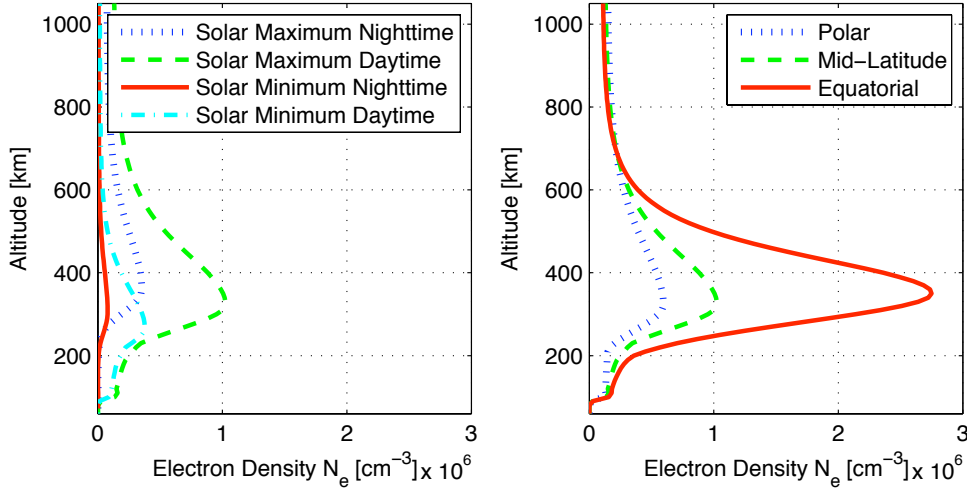 1000
800
600
400
200
Altitude [km]
Solar Maximum Nighttime
Solar Maximum Daytime
Solar Minimum Nighttime
Solar Minimum Daytime
0
1
2
3
Electron Density N_e [cm^-3] x 10^6
1000
800
600
400
200
Altitude [km]
Polar
Mid-Latitude
Equatorial
0
1
2
3
Electron Density N_e [cm^-3] x 10^6